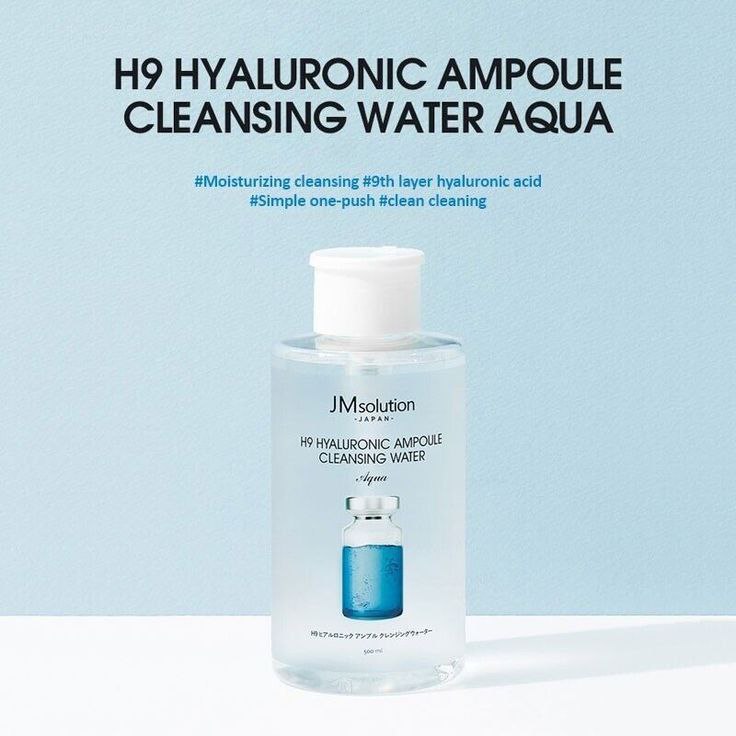 H9 HYALURONIC AMPOULE
CLEANSING WATER AQUA
#Moisturizing cleansing #9th layer hyaluronic acid
#Simple one-push #clean cleaning
JMsolution
-JAPAN-
H9 HYALURONIC AMPOULE
CLEANSING WATER
Aqua
H9 ヒアルロニック アンプル クレンジングウォーター
500 ml